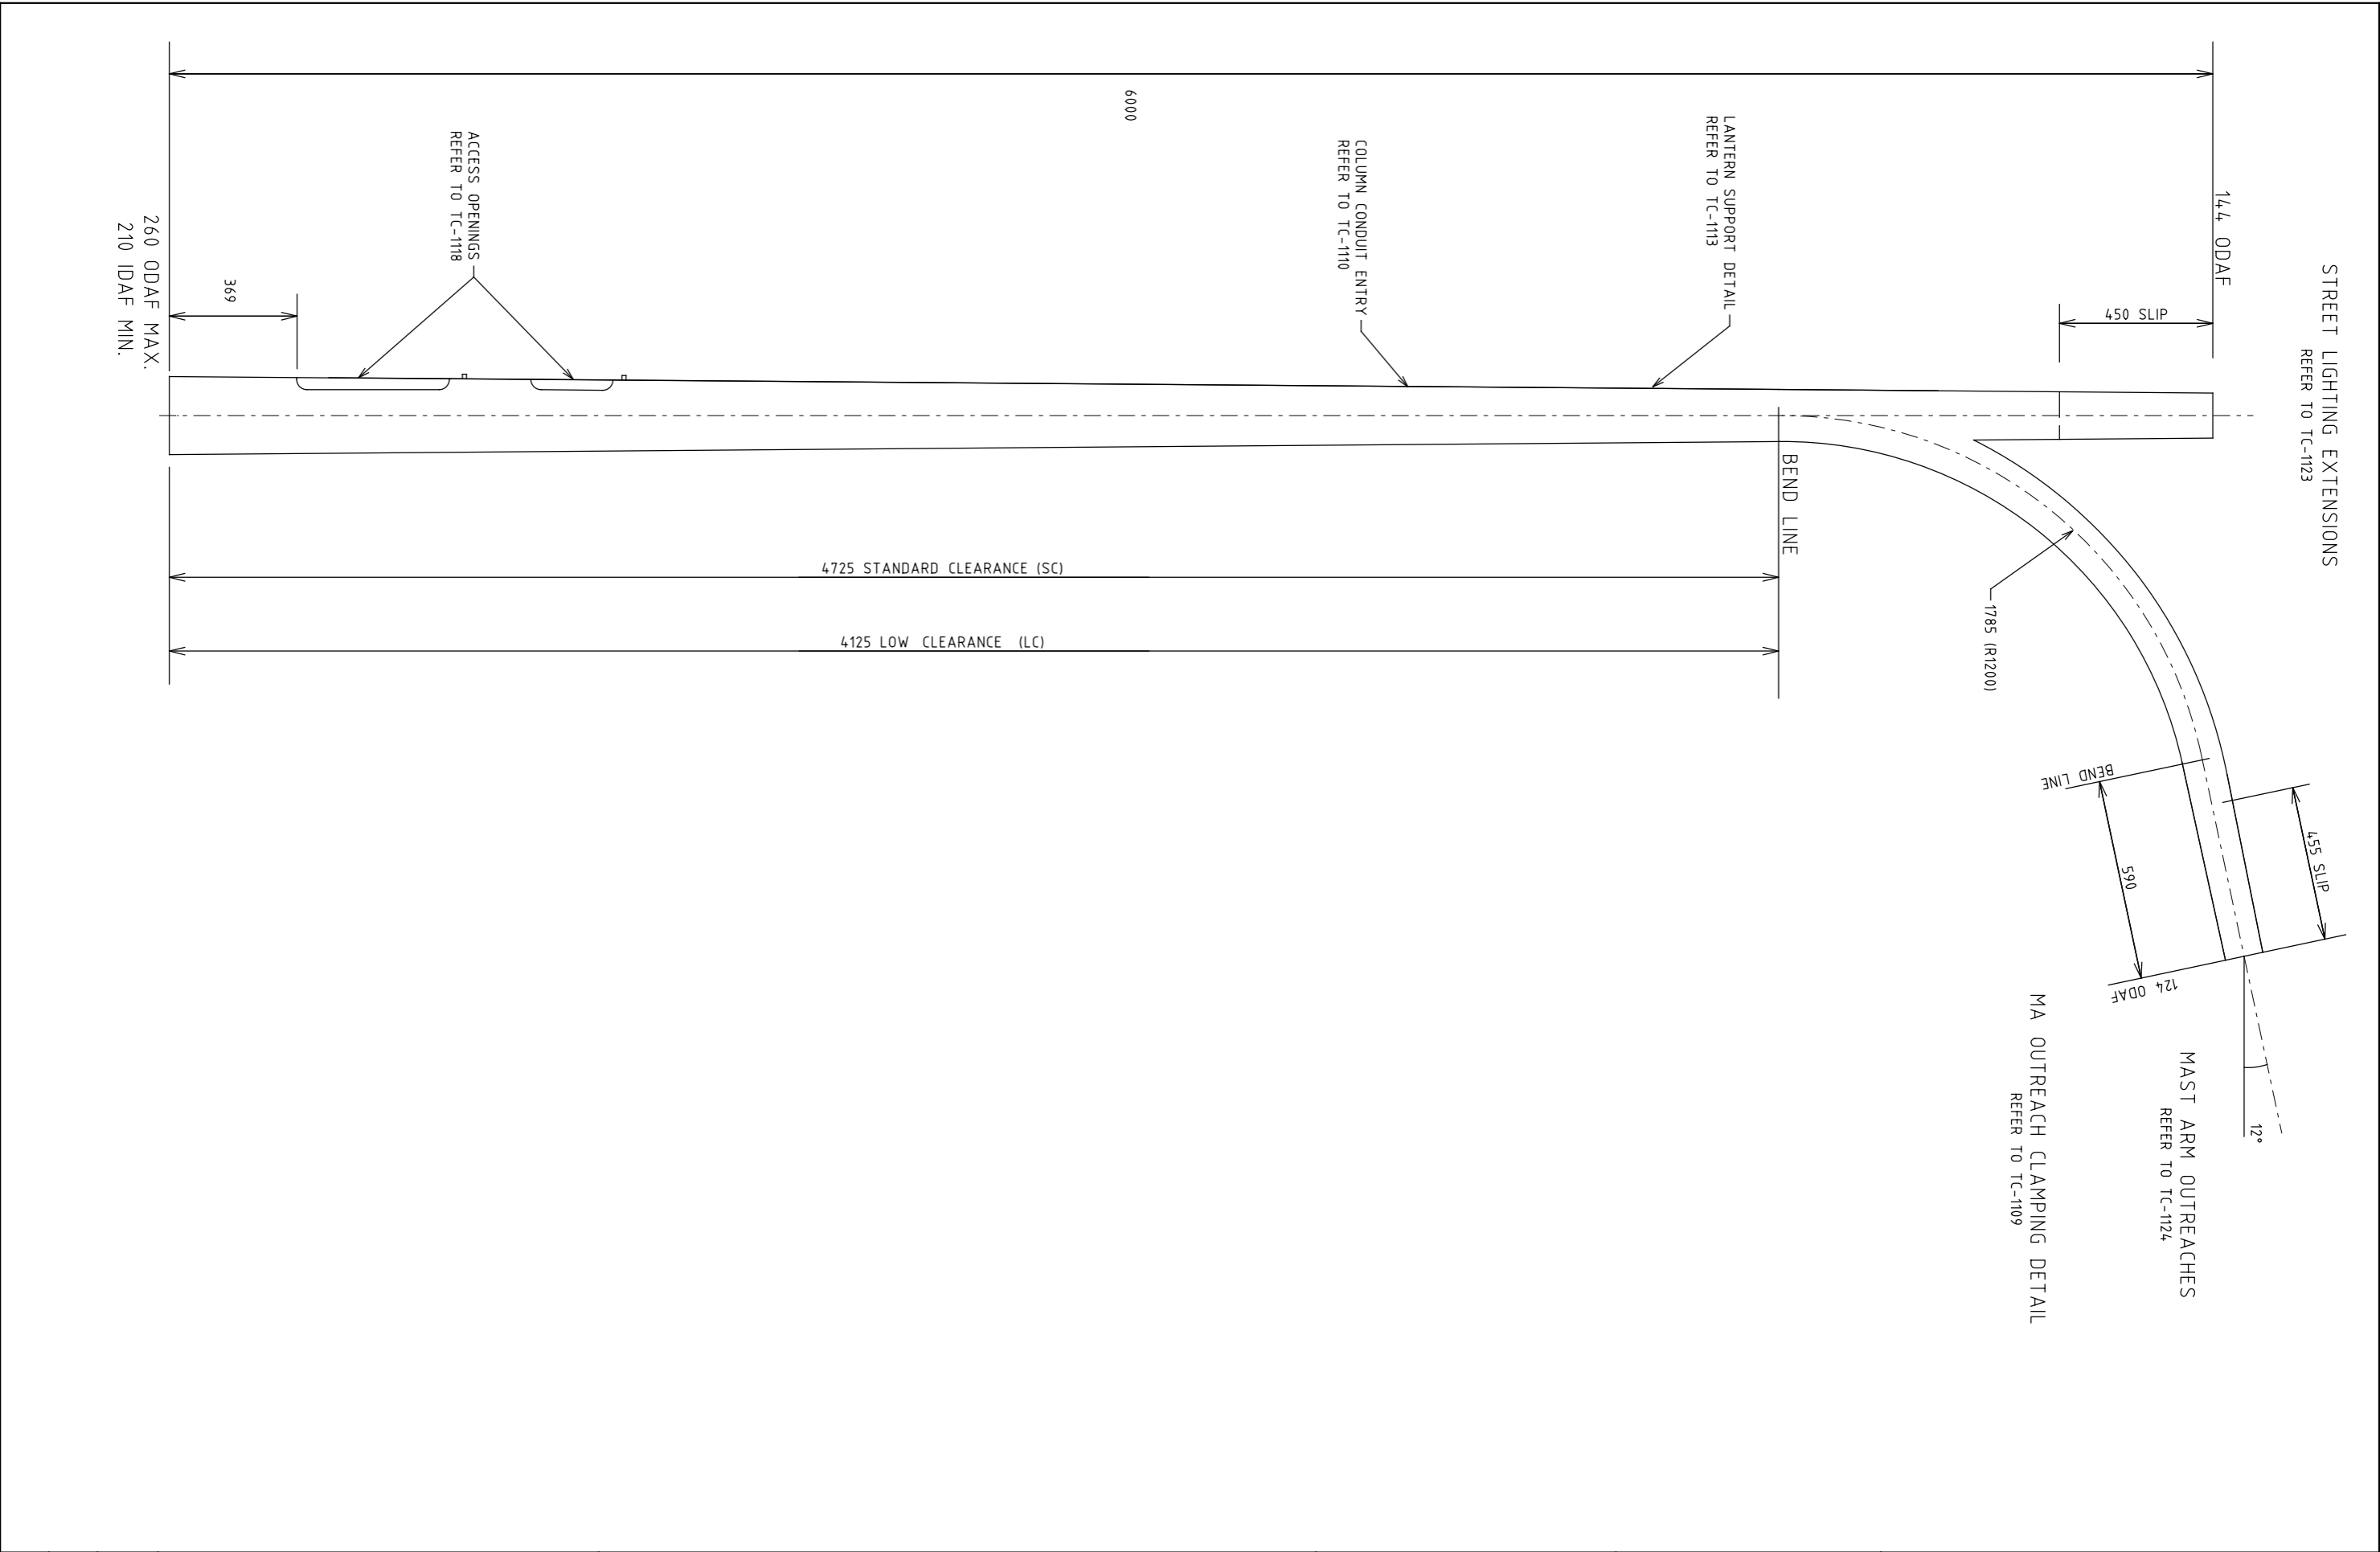 STREET LIGHTING EXTENSIONS
REFER TO TC-1123
144 ODAF
450 SLIP
455 SLIP
MAST ARM OUTREACHES
REFER TO TC-1124
12°
124 ODAF
590
BEND LINE
MA OUTREACH CLAMPING DETAIL
REFER TO TC-1109
1785 (R1200)
BEND LINE
LANTERN SUPPORT DETAIL
REFER TO TC-1113
COLUMN CONDUIT ENTRY
REFER TO TC-1110
6000
4725 STANDARD CLEARANCE (SC)
4125 LOW CLEARANCE (LC)
ACCESS OPENINGS
REFER TO TC-1118
369
260 ODAF MAX.
210 IDAF MIN.